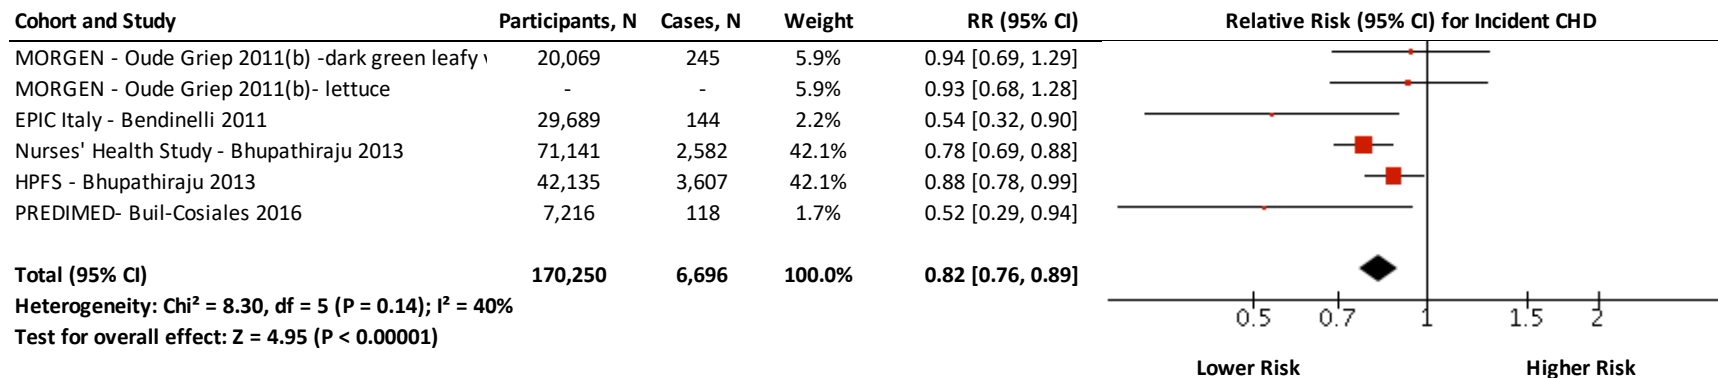 Cohort and Study Participants, N Cases, N Weight RR (95% CI) Relative Risk (95% CI) for Incident CHD
MORGEN - Oude Griep 2011(b) -dark green leafy 20,069 245 5.9% 0.94 [0.69, 1.29]
MORGEN - Oude Griep 2011(b)- lettuce - - 5.9% 0.93 [0.68, 1.28]
EPIC Italy - Bendinelli 2011 29,689 144 2.2% 0.54 [0.32, 0.90]
Nurses' Health Study - Bhupathiraju 2013 71,141 2,582 42.1% 0.78 [0.69, 0.88]
HPFS - Bhupathiraju 2013 42,135 3,607 42.1% 0.88 [0.78, 0.99]
PREDIMED- Buil-Cosiales 2016 7,216 118 1.7% 0.52 [0.29, 0.94]
Total (95% CI) 170,250 6,696 100.0% 0.82 [0.76, 0.89]
Heterogeneity: Chi² = 8.30, df = 5 (P = 0.14); I² = 40%
0.5 0.7 1 1.5 2
Test for overall effect: Z = 4.95 (P < 0.00001)
Lower Risk Higher Risk